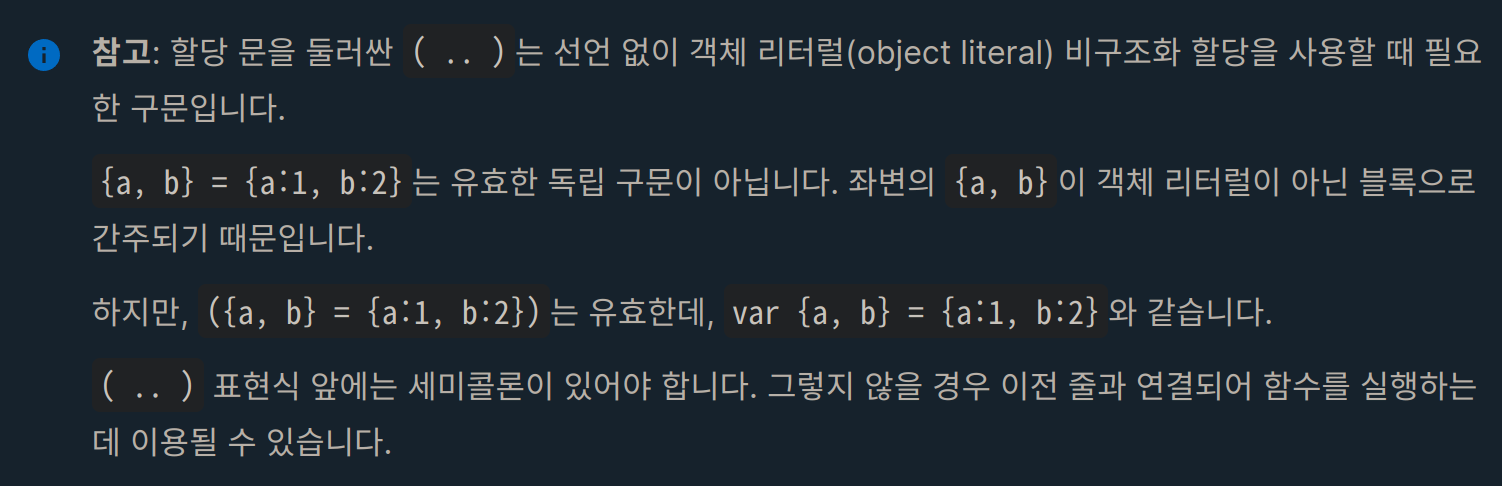 참고: 할당 문을 둘러싼 ( .. )는 선언 없이 객체 리터럴(object literal) 비구조화 할당을 사용할 때 필요
한 구문입니다.
{a, b} = {a:1, b:2}는 유효한 독립 구문이 아닙니다. 좌변의 {a, b}이 객체 리터럴이 아닌 블록으로
간주되기 때문입니다.
하지만, ({a, b} = {a:1, b:2})는 유효한데, var {a, b} = {a:1, b:2}와 같습니다.
( .. ) 표현식 앞에는 세미콜론이 있어야 합니다. 그렇지 않을 경우 이전 줄과 연결되어 함수를 실행하는
데 이용될 수 있습니다.